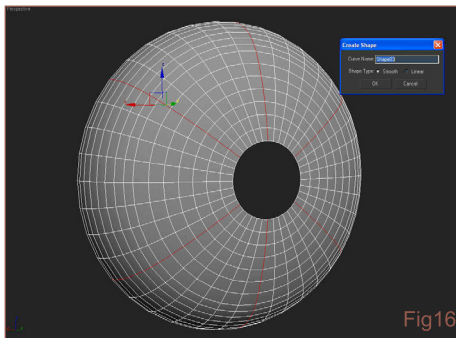 Perspective
Create Shape
Curve Name: Shape03
Shape Type: Smooth Linear
OK Cancel
Fig16